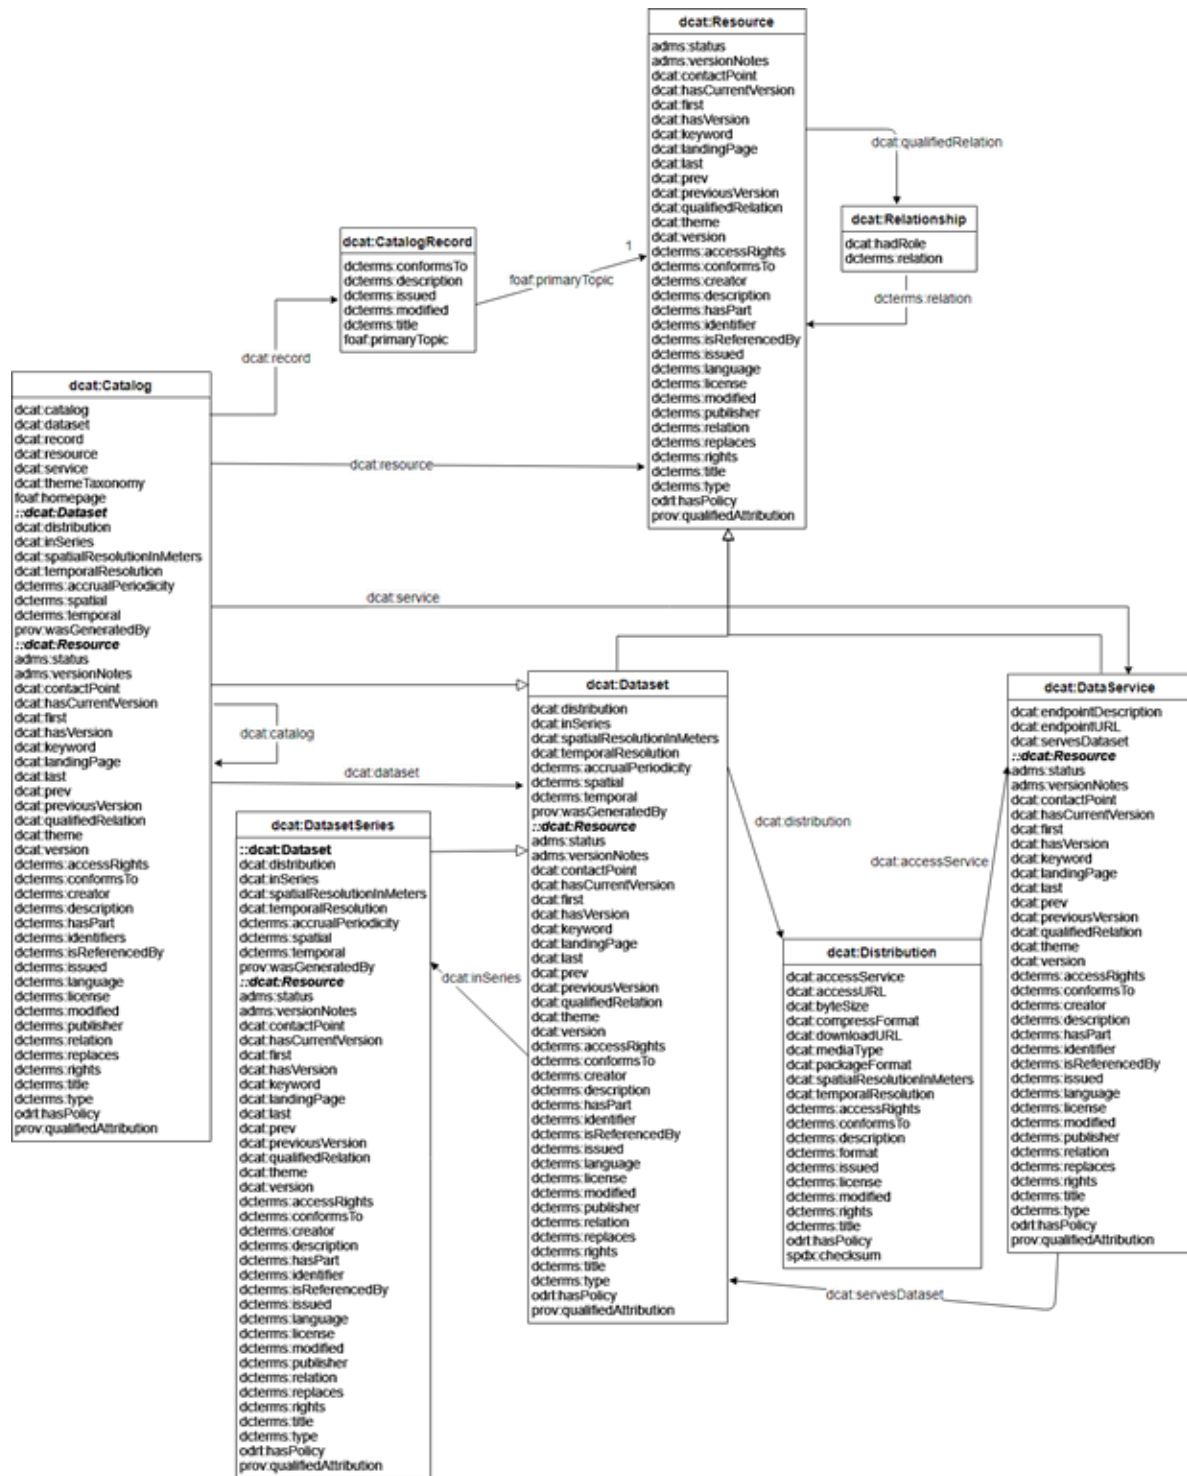 dcat:Resource
adms:status
adms:versionNotes
dcat:contactPoint
dcat:hasCurrentVersion
dcat:first
dcat:hasVersion
dcat:keyword
dcat:landingPage
dcat:last
dcat:prev
dcat:previousVersion
dcat:qualifiedRelation
dcat:theme
dcat:version
dcterms:accessRights
dcterms:conformsTo
dcterms:creator
dcterms:description
dcterms:hasPart
dcterms:identifier
dcterms:isReferencedBy
dcterms:issued
dcterms:language
dcterms:license
dcterms:modified
dcterms:publisher
dcterms:relation
dcterms:replaces
dcterms:rights
dcterms:title
dcterms:type
odrl:hasPolicy
prov:qualifiedAttribution
dcat:qualifiedRelation
dcat:Relationship
dcat:hadRole
dcterms:relation
dcterms:relation
dcat:CatalogRecord
dcterms:conformsTo
dcterms:description
dcterms:issued
dcterms:modified
dcterms:title
foaf:primaryTopic
foaf:primaryTopic
1
dcat:record
dcat:Catalog
dcat:catalog
dcat:dataset
dcat:record
dcat:resource
dcat:service
dcat:themeTaxonomy
foaf:homepage
::dcat:Dataset
dcat:distribution
dcat:inSeries
dcat:spatialResolutionInMeters
dcat:temporalResolution
dcterms:accrualPeriodicity
dcterms:spatial
dcterms:temporal
prov:wasGeneratedBy
::dcat:Resource
adms:status
adms:versionNotes
dcat:contactPoint
dcat:hasCurrentVersion
dcat:first
dcat:hasVersion
dcat:keyword
dcat:landingPage
dcat:last
dcat:prev
dcat:previousVersion
dcat:qualifiedRelation
dcat:theme
dcat:version
dcterms:accessRights
dcterms:conformsTo
dcterms:creator
dcterms:description
dcterms:hasPart
dcterms:identifiers
dcterms:isReferencedBy
dcterms:issued
dcterms:language
dcterms:license
dcterms:modified
dcterms:publisher
dcterms:relation
dcterms:replaces
dcterms:rights
dcterms:title
dcterms:type
odrl:hasPolicy
prov:qualifiedAttribution
dcat:resource
dcat:service
dcat:catalog
dcat:dataset
dcat:DatasetSeries
::dcat:Dataset
dcat:distribution
dcat:inSeries
dcat:spatialResolutionInMeters
dcat:temporalResolution
dcterms:accrualPeriodicity
dcterms:spatial
dcterms:temporal
prov:wasGeneratedBy
::dcat:Resource
adms:status
adms:versionNotes
dcat:contactPoint
dcat:hasCurrentVersion
dcat:first
dcat:hasVersion
dcat:keyword
dcat:landingPage
dcat:last
dcat:prev
dcat:previousVersion
dcat:qualifiedRelation
dcat:theme
dcat:version
dcterms:accessRights
dcterms:conformsTo
dcterms:creator
dcterms:description
dcterms:hasPart
dcterms:identifier
dcterms:isReferencedBy
dcterms:issued
dcterms:language
dcterms:license
dcterms:modified
dcterms:publisher
dcterms:relation
dcterms:replaces
dcterms:rights
dcterms:title
dcterms:type
odrl:hasPolicy
prov:qualifiedAttribution
dcat:inSeries
dcat:Dataset
dcat:distribution
dcat:inSeries
dcat:spatialResolutionInMeters
dcat:temporalResolution
dcterms:accrualPeriodicity
dcterms:spatial
dcterms:temporal
prov:wasGeneratedBy
::dcat:Resource
adms:status
adms:versionNotes
dcat:contactPoint
dcat:hasCurrentVersion
dcat:first
dcat:hasVersion
dcat:keyword
dcat:landingPage
dcat:last
dcat:prev
dcat:previousVersion
dcat:qualifiedRelation
dcat:theme
dcat:version
dcterms:accessRights
dcterms:conformsTo
dcterms:creator
dcterms:description
dcterms:hasPart
dcterms:identifier
dcterms:isReferencedBy
dcterms:issued
dcterms:language
dcterms:license
dcterms:modified
dcterms:publisher
dcterms:relation
dcterms:replaces
dcterms:rights
dcterms:title
dcterms:type
odrl:hasPolicy
prov:qualifiedAttribution
dcat:distribution
dcat:accessService
dcat:Distribution
dcat:accessService
dcat:accessURL
dcat:byteSize
dcat:compressFormat
dcat:downloadURL
dcat:mediaType
dcat:packageFormat
dcat:spatialResolutionInMeters
dcat:temporalResolution
dcterms:accessRights
dcterms:conformsTo
dcterms:description
dcterms:format
dcterms:issued
dcterms:license
dcterms:modified
dcterms:rights
dcterms:title
odrl:hasPolicy
spdx:checksum
dcat:servesDataset
dcat:DataService
dcat:endpointDescription
dcat:endpointURL
dcat:servesDataset
::dcat:Resource
adms:status
adms:versionNotes
dcat:contactPoint
dcat:hasCurrentVersion
dcat:first
dcat:hasVersion
dcat:keyword
dcat:landingPage
dcat:last
dcat:prev
dcat:previousVersion
dcat:qualifiedRelation
dcat:theme
dcat:version
dcterms:accessRights
dcterms:conformsTo
dcterms:creator
dcterms:description
dcterms:hasPart
dcterms:identifier
dcterms:isReferencedBy
dcterms:issued
dcterms:language
dcterms:license
dcterms:modified
dcterms:publisher
dcterms:relation
dcterms:replaces
dcterms:rights
dcterms:title
dcterms:type
odrl:hasPolicy
prov:qualifiedAttribution